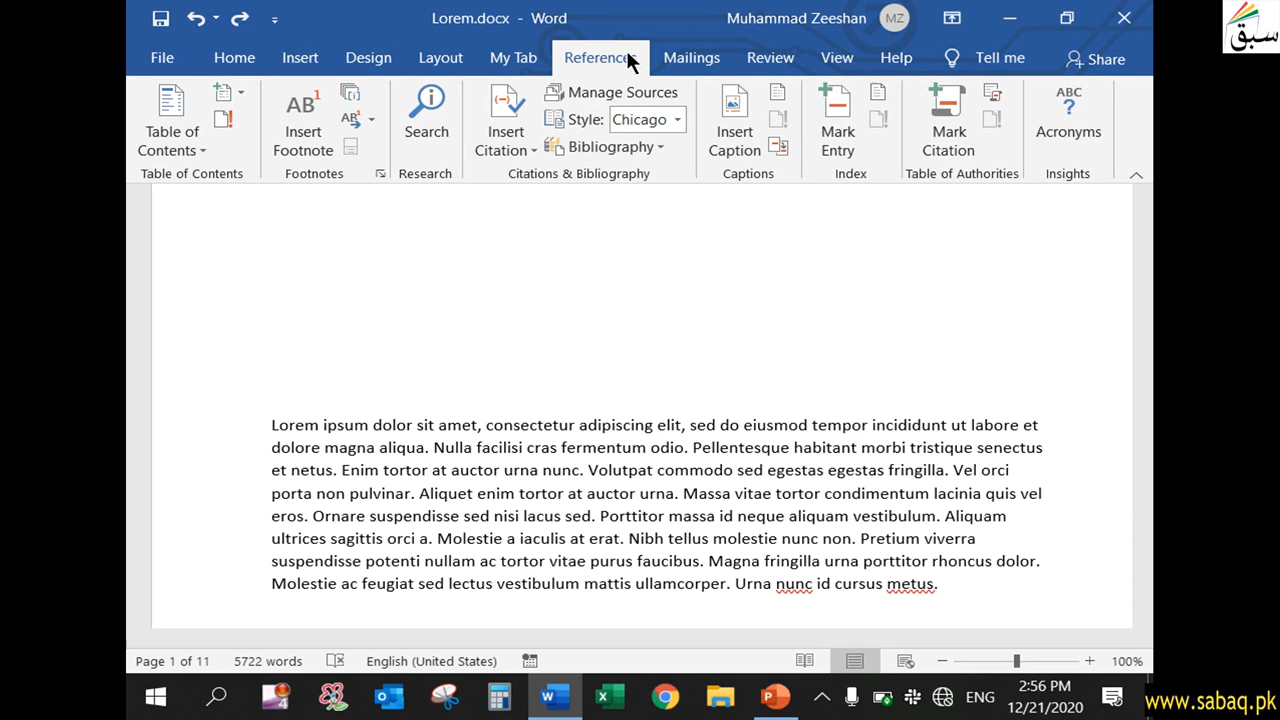 Lorem.docx - Word
Muhammad Zeeshan
MZ
سبق
File
Home
Insert
Design
Layout
My Tab
References
Mailings
Review
View
Help
Tell me
Share
Table of
Contents
Table of Contents
AB1
Insert
Footnote
AB
Footnotes
Search
Research
Insert
Citation
Manage Sources
Style: Chicago
Bibliography
Citations & Bibliography
Insert
Caption
Captions
Mark
Entry
Index
Mark
Citation
Table of Authorities
ABC
?
Acronyms
Insights
Lorem ipsum dolor sit amet, consectetur adipiscing elit, sed do eiusmod tempor incididunt ut labore et
dolore magna aliqua. Nulla facilisi cras fermentum odio. Pellentesque habitant morbi tristique senectus
et netus. Enim tortor at auctor urna nunc. Volutpat commodo sed egestas egestas fringilla. Vel orci
porta non pulvinar. Aliquet enim tortor at auctor urna. Massa vitae tortor condimentum lacinia quis vel
eros. Ornare suspendisse sed nisi lacus sed. Porttitor massa id neque aliquam vestibulum. Aliquam
ultrices sagittis orci a. Molestie a iaculis at erat. Nibh tellus molestie nunc non. Pretium viverra
suspendisse potenti nullam ac tortor vitae purus faucibus. Magna fringilla urna porttitor rhoncus dolor.
Molestie ac feugiat sed lectus vestibulum mattis ullamcorper. Urna nunc id cursus metus.
Page 1 of 11
5722 words
English (United States)
100%
ENG
2:56 PM
12/21/2020
www.sabaq.pk